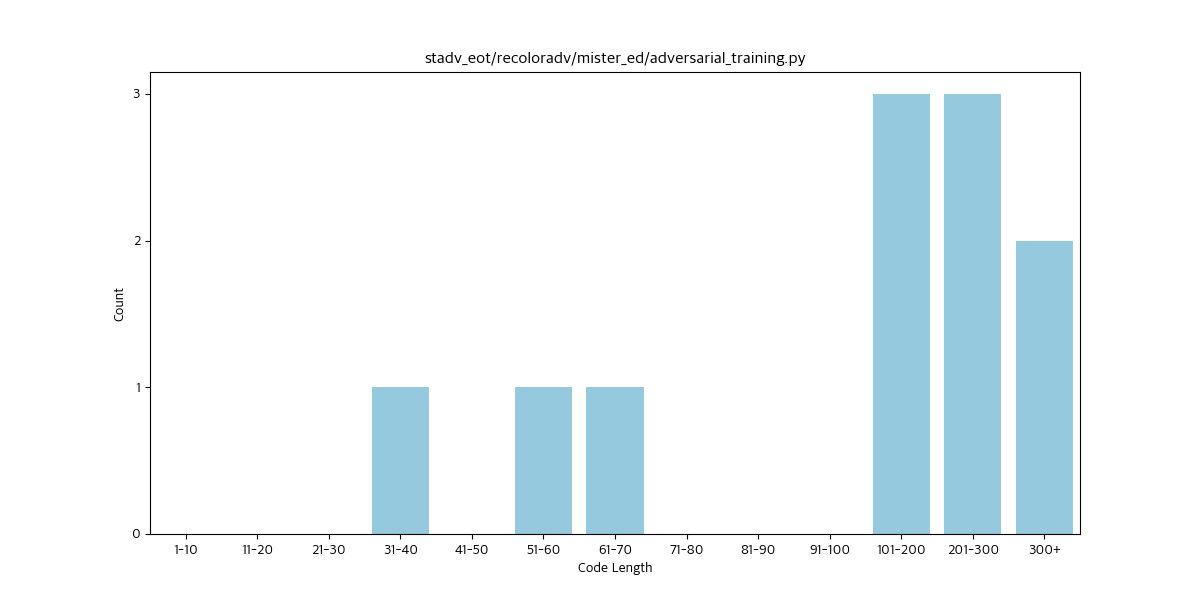 stadv_eot/recoloradv/mister_ed/adversarial_training.py
3
2
1
0
Count
1-10 11-20 21-30 31-40 41-50 51-60 61-70 71-80 81-90 91-100 101-200 201-300 300+
Code Length